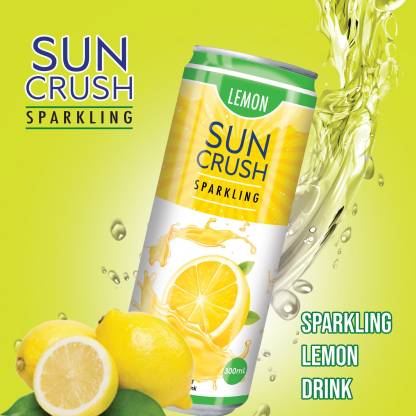 SUN
CRUSH
SPARKLING
LEMON
SUN
CRUSH
SPARKLING
300mL
SPARKLING
LEMON
DRINK